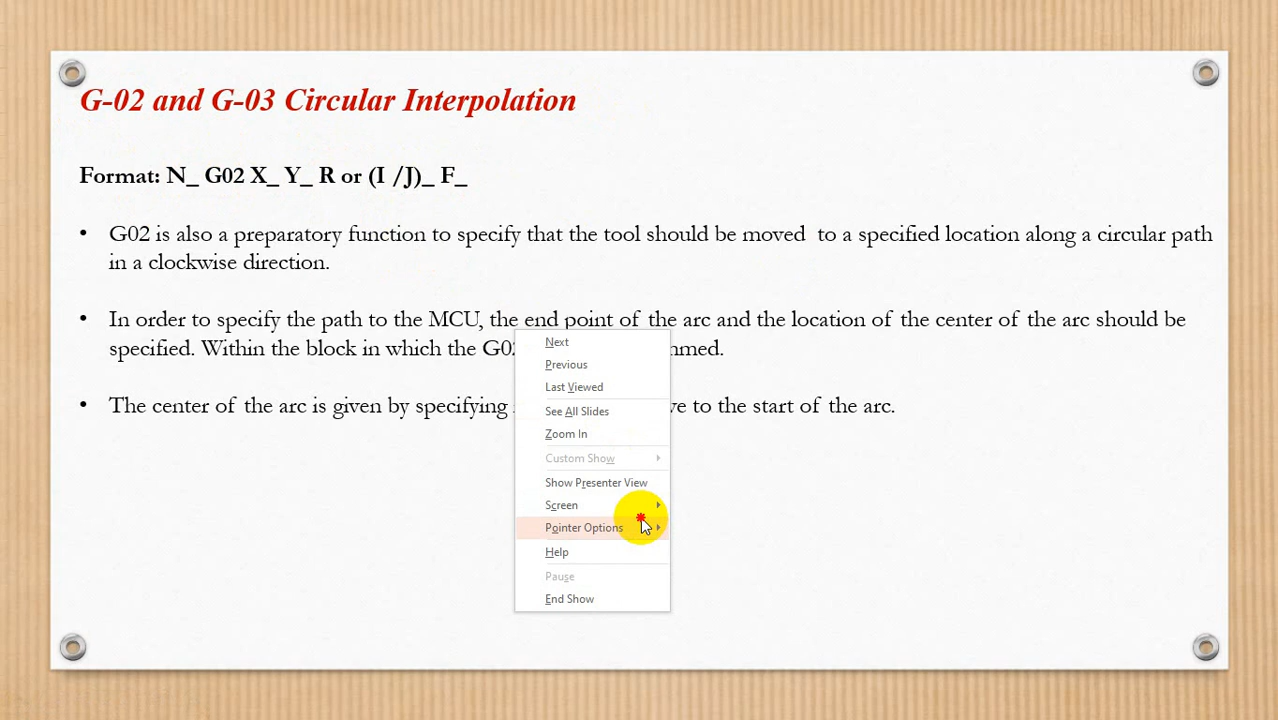 G-02 and G-03 Circular Interpolation
Format: N_ G02 X_ Y_ R or (I /J)_ F_
• G02 is also a preparatory function to specify that the tool should be moved to a specified location along a circular path
in a clockwise direction.
• In order to specify the path to the MCU, the end point of the arc and the location of the center of the arc should be
specified. Within the block in which the G0
• The center of the arc is given by specifying to the start of the arc.
Next
Previous
Last Viewed
See All Slides
Zoom In
Custom Show
Show Presenter View
Screen
Pointer Options
Help
Pause
End Show